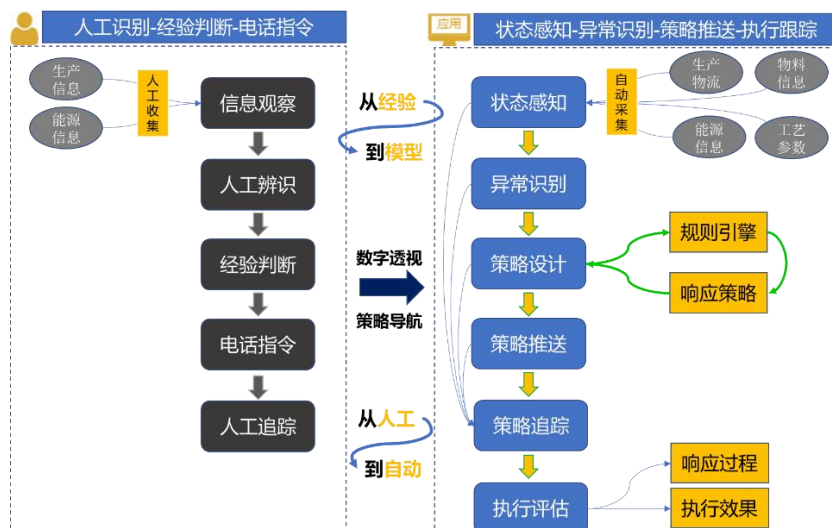 人工识别-经验判断-电话指令
生产
信息
能源
信息
人工收集
信息观察
人工辨识
经验判断
电话指令
人工追踪
从经验
到模型
数字透视
策略导航
从人工
到自动
应用
状态感知-异常识别-策略推送-执行跟踪
状态感知
异常识别
策略设计
策略推送
策略追踪
执行评估
自动采集
生产
物流
物料
信息
能源
信息
工艺
参数
规则引擎
响应策略
响应过程
执行效果